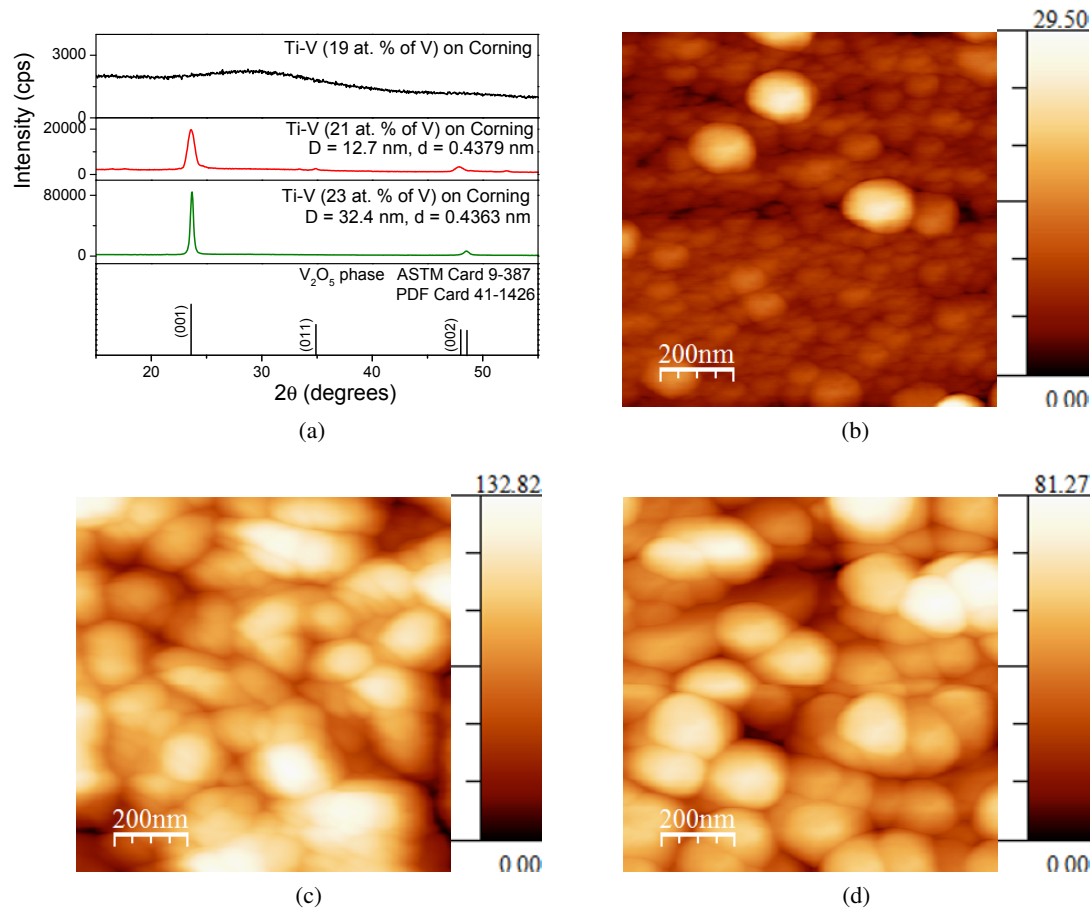 Intensity (cps)
3000
0
Ti-V (19 at. % of V) on Corning
20000
0
Ti-V (21 at. % of V) on Corning
D = 12.7 nm, d = 0.4379 nm
80000
0
Ti-V (23 at. % of V) on Corning
D = 32.4 nm, d = 0.4363 nm
V2O5 phase ASTM Card 9-387
PDF Card 41-1426
(001)
(011)
(002)
20 30 40 50
2θ (degrees)
(a)
29.50
200nm
0.00
(b)
132.82
200nm
0.00
(c)
81.27
200nm
0.00
(d)